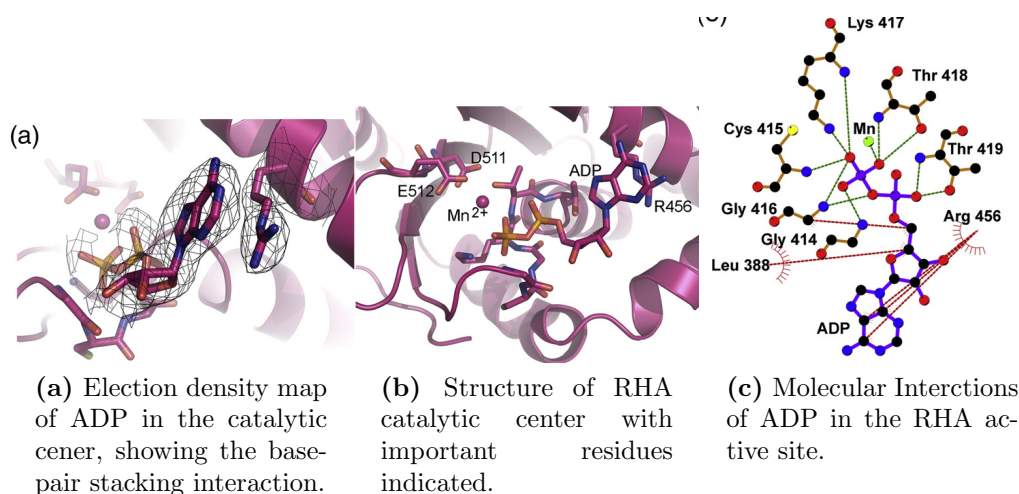 (a)
D511
E512
Mn2+
ADP
R456
Lys 417
Thr 418
Mn
Cys 415
Thr 419
Gly 416
Arg 456
Gly 414
Leu 388
ADP
(a) Election density map
of ADP in the catalytic
cener, showing the base-
pair stacking interaction.
(b) Structure of RHA
catalytic center with
important residues
indicated.
(c) Molecular Interctions
of ADP in the RHA ac-
tive site.